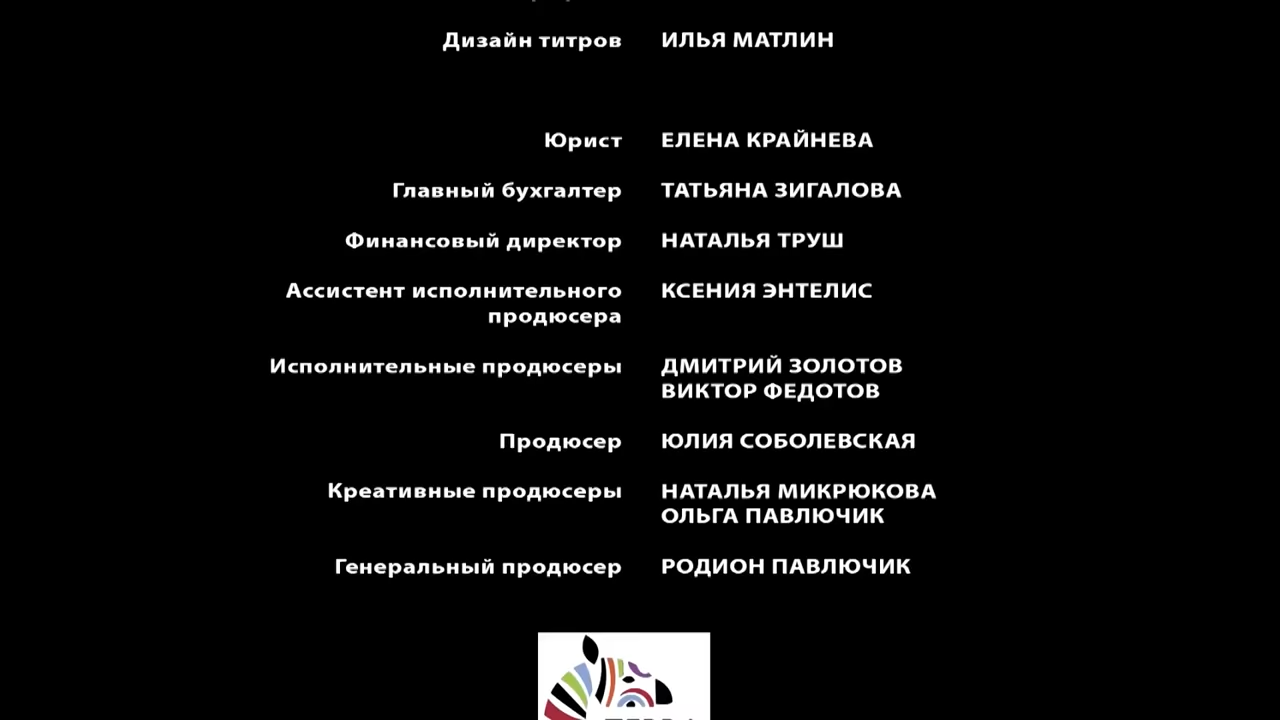 Дизайн титров ИЛЬЯ МАТЛИН
Юрист ЕЛЕНА КРАЙНЕВА
Главный бухгалтер ТАТЬЯНА ЗИГАЛОВА
Финансовый директор НАТАЛЬЯ ТРУШ
Ассистент исполнительного КСЕНИЯ ЭНТЕЛИС
продюсера
Исполнительные продюсеры ДМИТРИЙ ЗОЛОТОВ
ВИКТОР ФЕДОТОВ
Продюсер ЮЛИЯ СОБОЛЕВСКАЯ
Креативные продюсеры НАТАЛЬЯ МИКРЮКОВА
ОЛЬГА ПАВЛЮЧИК
Генеральный продюсер РОДИОН ПАВЛЮЧИК